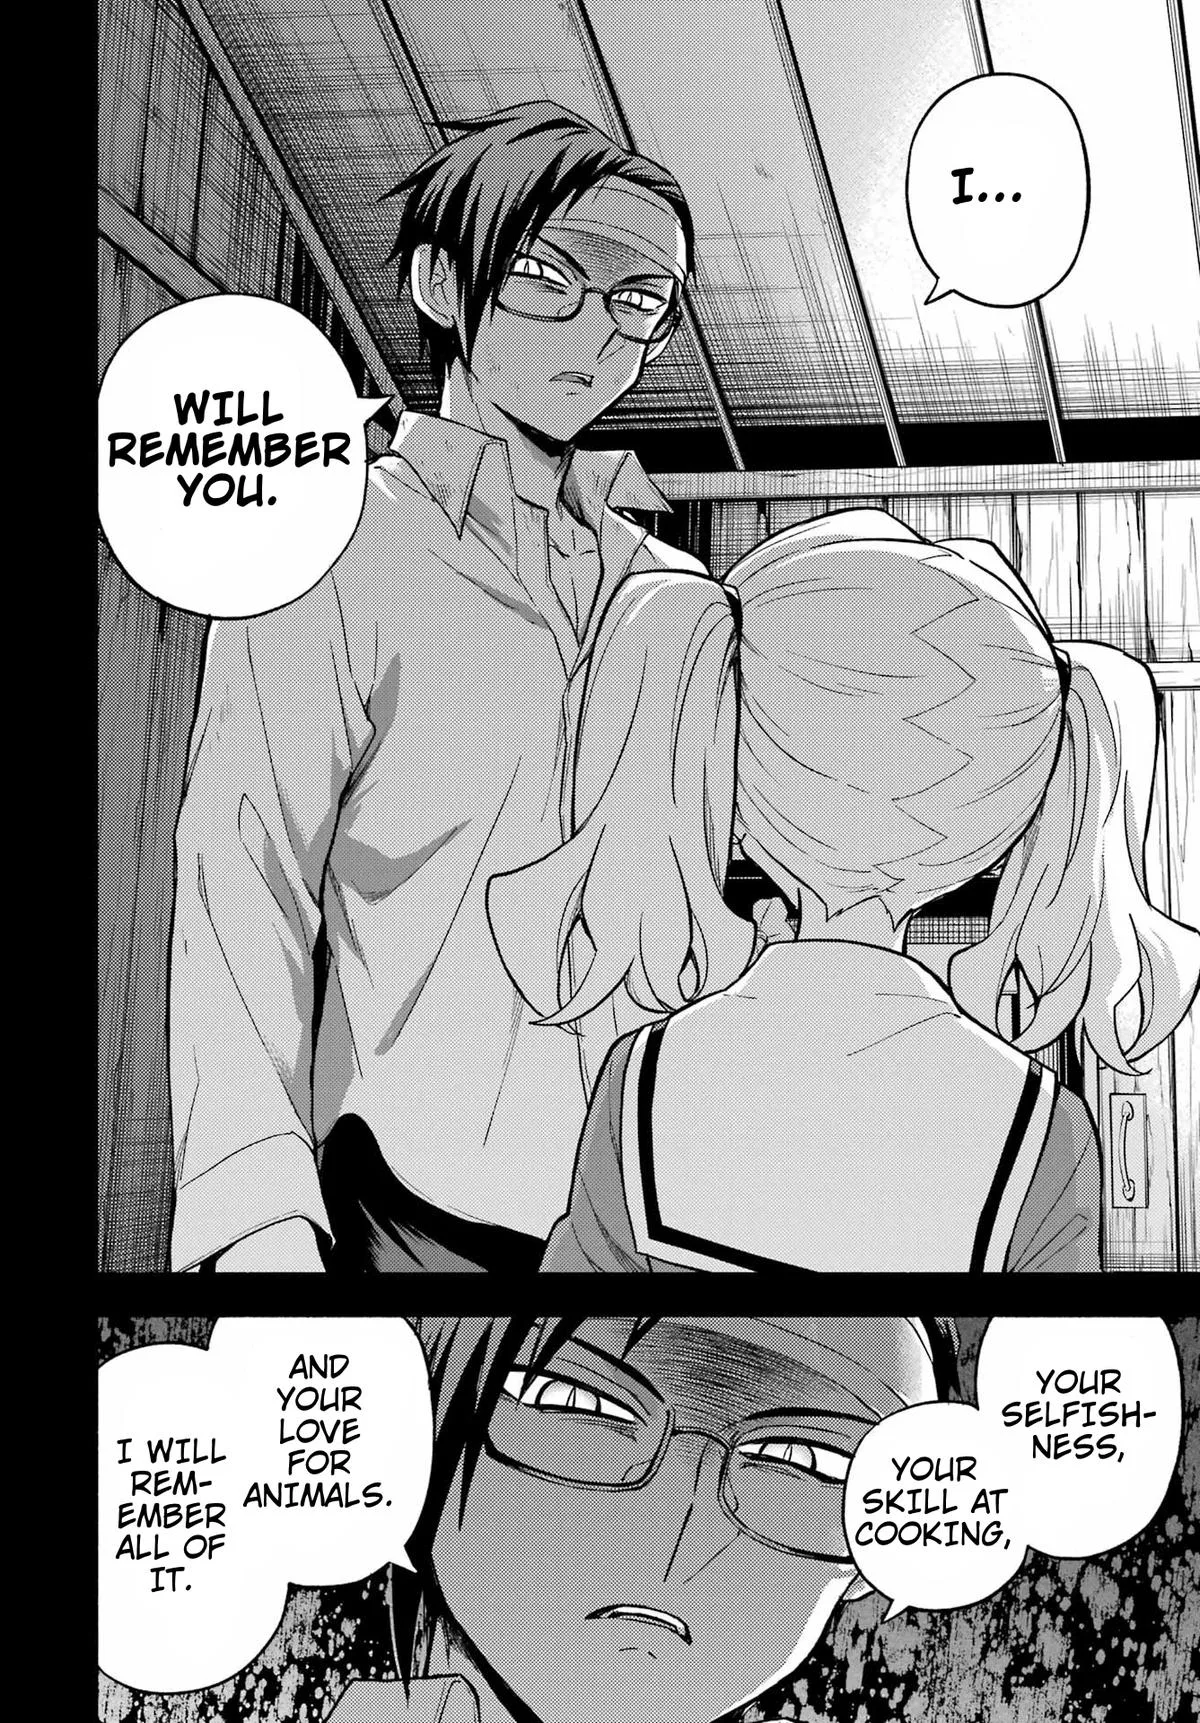 I...
WILL
REMEMBER
YOU.
YOUR
SELFISH-
NESS,
YOUR
SKILL AT
COOKING,
AND
YOUR
LOVE
FOR
ANIMALS.
I WILL
REM-
EMBER
ALL OF
IT.